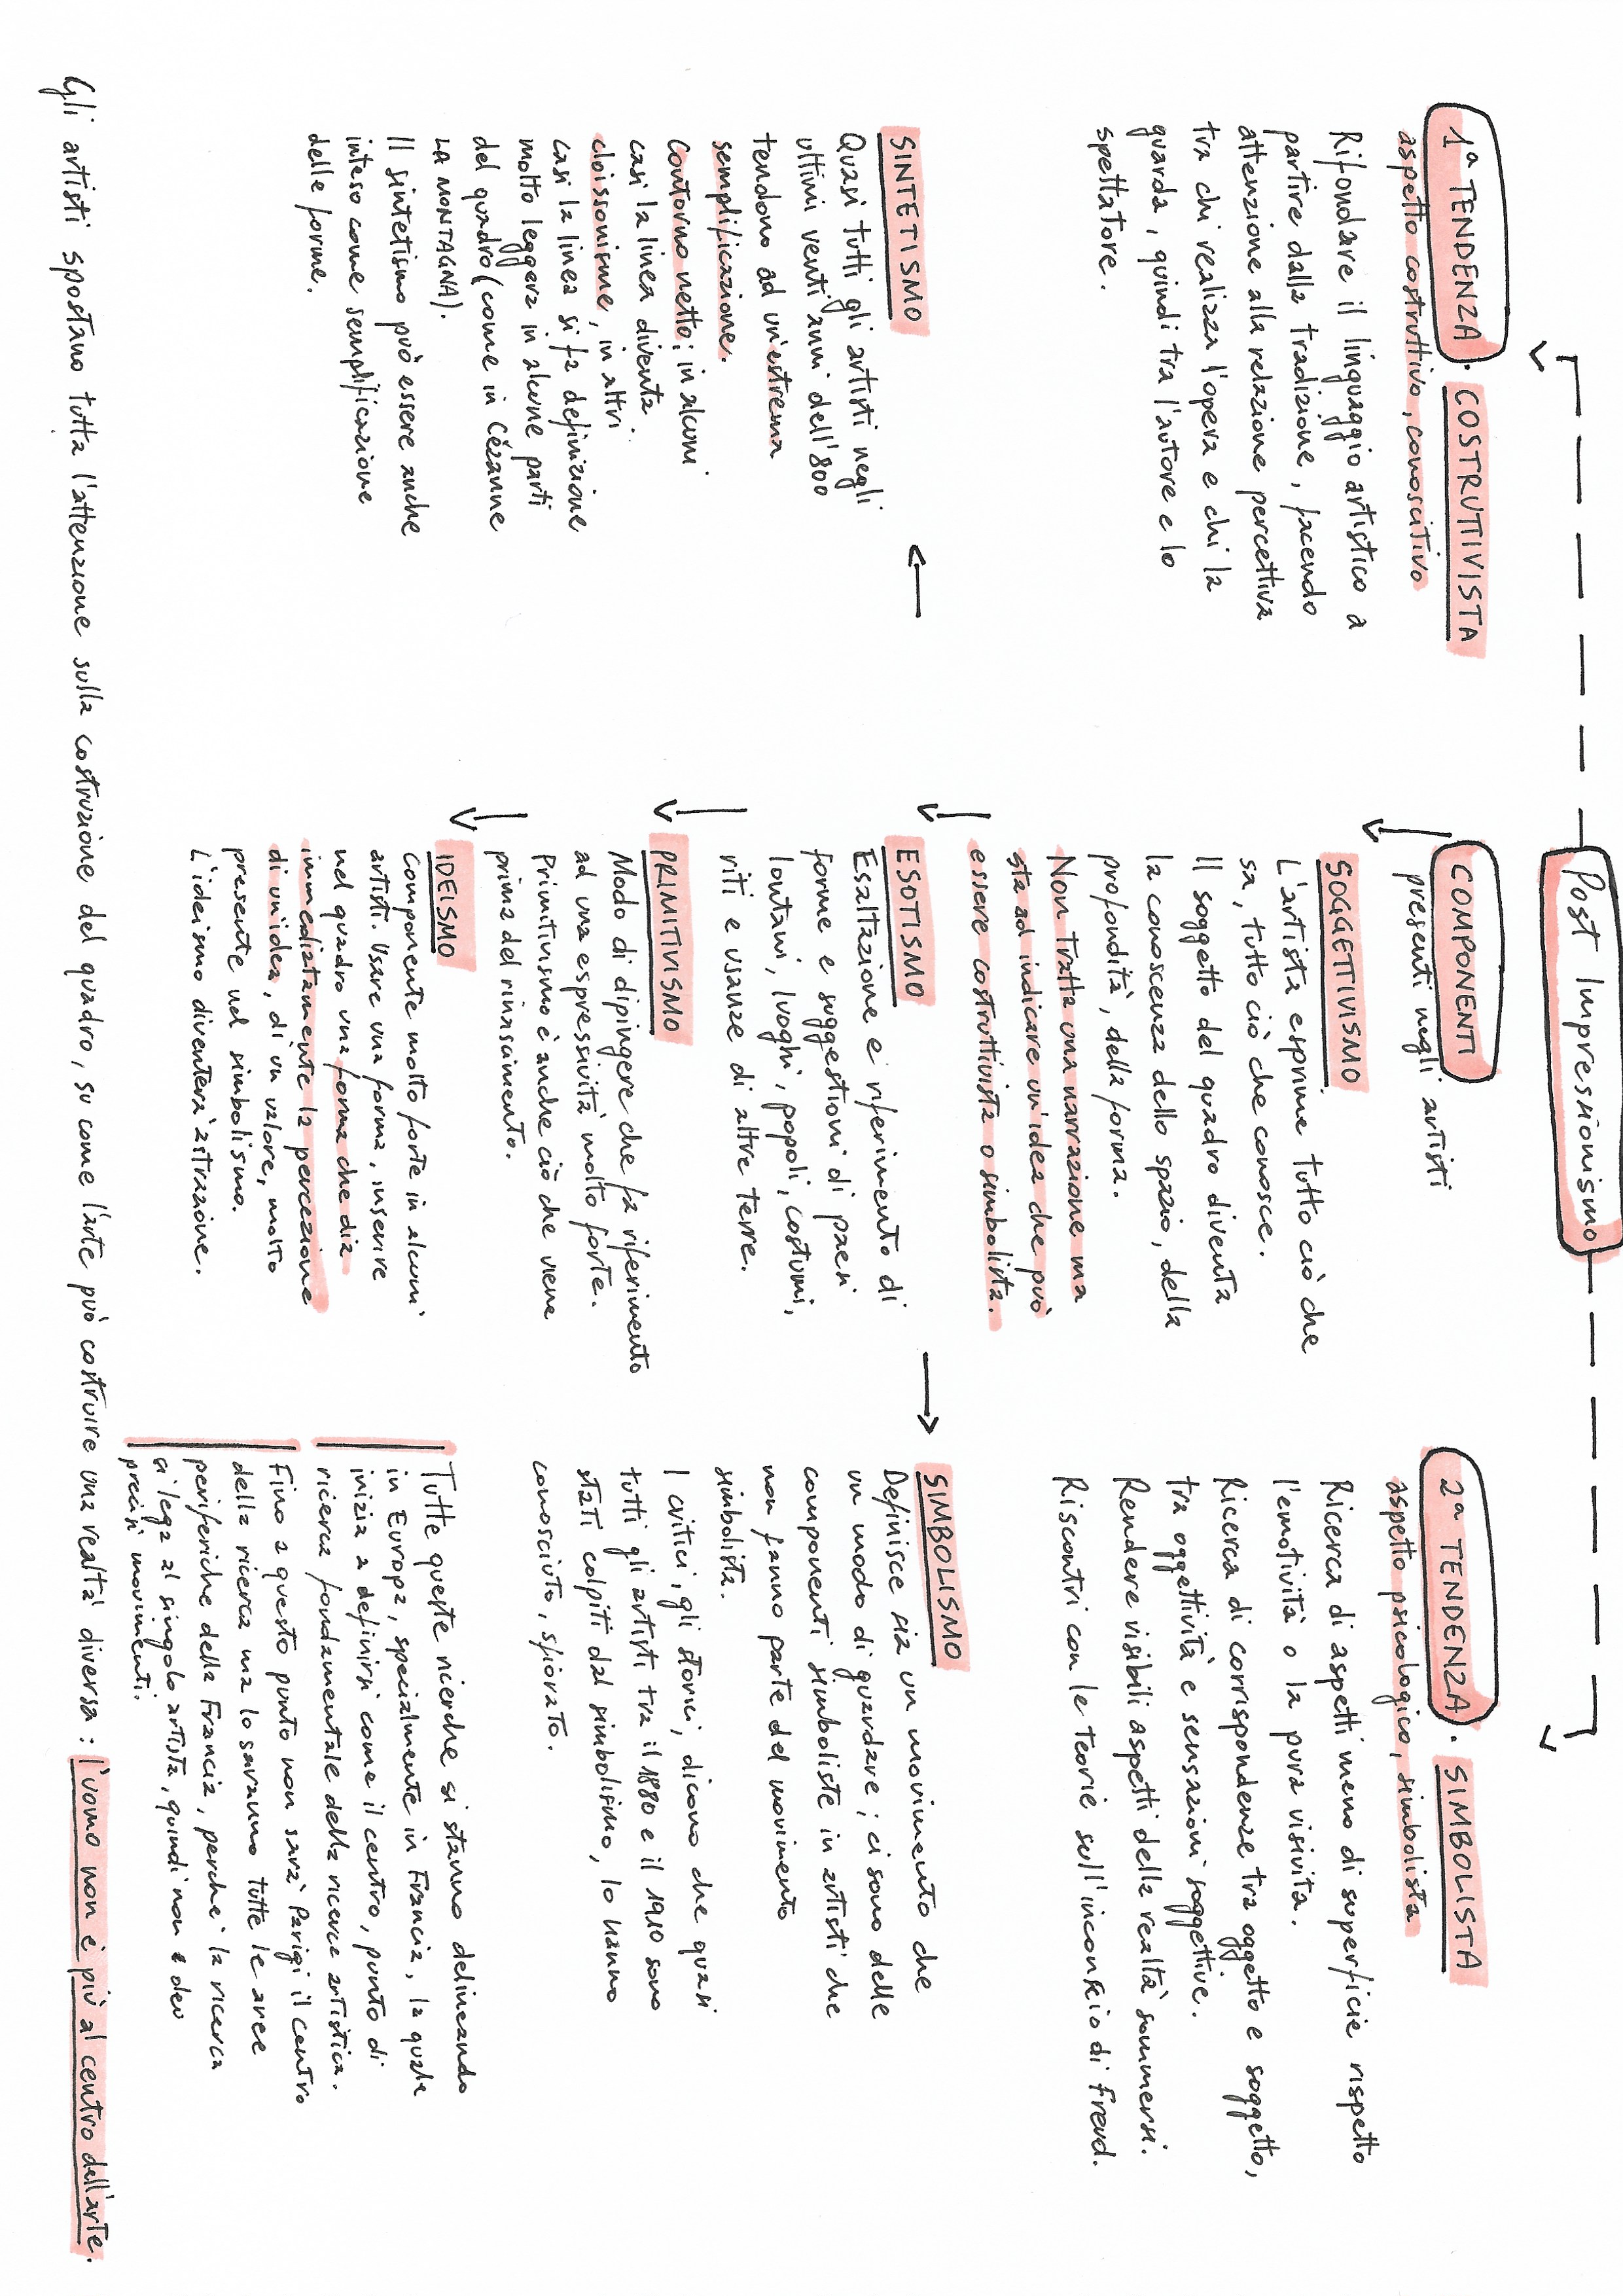 Post Impressionismo
1ª TENDENZA · COSTRUTTIVISTA
aspetto costruttivo, conoscitivo
Rifondare il linguaggio artistico a
partire dalla tradizione, facendo
attenzione alla relazione percettiva
tra chi realizza l'opera e chi la
guarda, quindi tra l'autore e lo
spettatore.
SINTETISMO
Quasi tutti gli artisti negli
ultimi venti anni dell'800
tendono ad un'estrema
semplificazione.
Contorno netto; in alcuni
casi la linea diventa
cloissonisme, in altri
casi la linea si fa definizione
molto leggera in alcune parti
del quadro (come in Cézanne
LA MONTAGNA).
Il sintetismo può essere anche
inteso come semplificazione
delle forme.
COMPONENTI
presenti negli artisti
SOGGETTIVISMO
L'artista esprime tutto ciò che
sa, tutto ciò che conosce.
Il soggetto del quadro diventa
la conoscenza dello spazio, della
profondità, della forma.
Non tratta una narrazione ma
sta ad indicare un'idea che può
essere costruttivista o simbolista.
ESOTISMO
Esaltazione e riferimento di
forme e suggestioni di paesi
lontani, luoghi, popoli, costumi,
riti e usanze di altre terre.
PRIMITIVISMO
Modo di dipingere che fa riferimento
ad una espressività molto forte.
Primitivismo è anche ciò che viene
prima del rinascimento.
IDEISMO
Componente molto forte in alcuni
artisti. Usare una forma, inserire
nel quadro una forma che dia
immediatamente la percezione
di un'idea, di un valore, molto
presente nel simbolismo.
L'ideismo diventerà astrazione.
2ª TENDENZA · SIMBOLISTA
aspetto psicologico, simbolista
Ricerca di aspetti meno di superficie rispetto
l'emotività o la pura visività.
Ricerca di corrispondenze tra oggetto e soggetto,
tra oggettività e sensazioni soggettive.
Rendere visibili aspetti della realtà sommersi.
Riscontri con le teorie sull'inconscio di Freud.
SIMBOLISMO
Definisce sia un movimento che
un modo di guardare; ci sono delle
componenti simboliste in artisti che
non fanno parte del movimento
simbolista.
I critici, gli storici, dicono che quasi
tutti gli artisti tra il 1880 e il 1910 sono
stati colpiti dal simbolismo, lo hanno
conosciuto, sfiorato.
Tutte queste ricerche si stanno delineando
in Europa, specialmente in Francia, la quale
inizia a definirsi come il centro, punto di
ricerca fondamentale della ricerca artistica.
Fino a questo punto non sarà Parigi il centro
della ricerca ma lo saranno tutte le aree
periferiche della Francia, perché la ricerca
si lega al singolo artista, quindi non a dei
precisi movimenti.
Gli artisti spostano tutta l'attenzione sulla costruzione del quadro, su come l'arte può costruire una realtà diversa : l'uomo non è più al centro dell'arte.